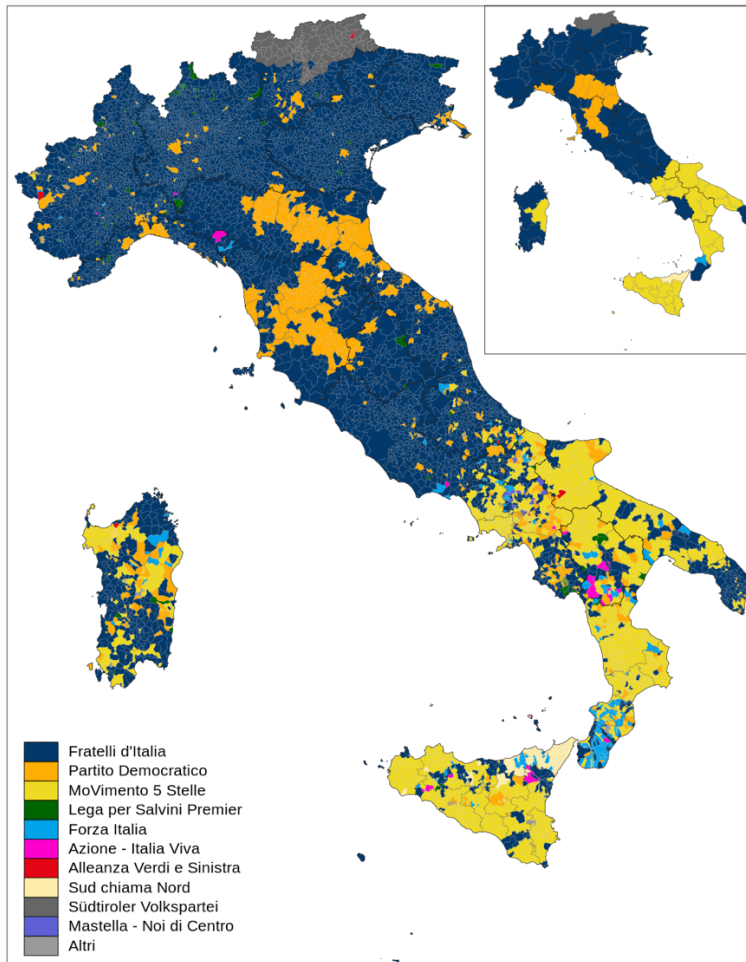 Fratelli d'Italia
Partito Democratico
MoVimento 5 Stelle
Lega per Salvini Premier
Forza Italia
Azione - Italia Viva
Alleanza Verdi e Sinistra
Sud chiama Nord
Südtiroler Volkspartei
Mastella - Noi di Centro
Altri